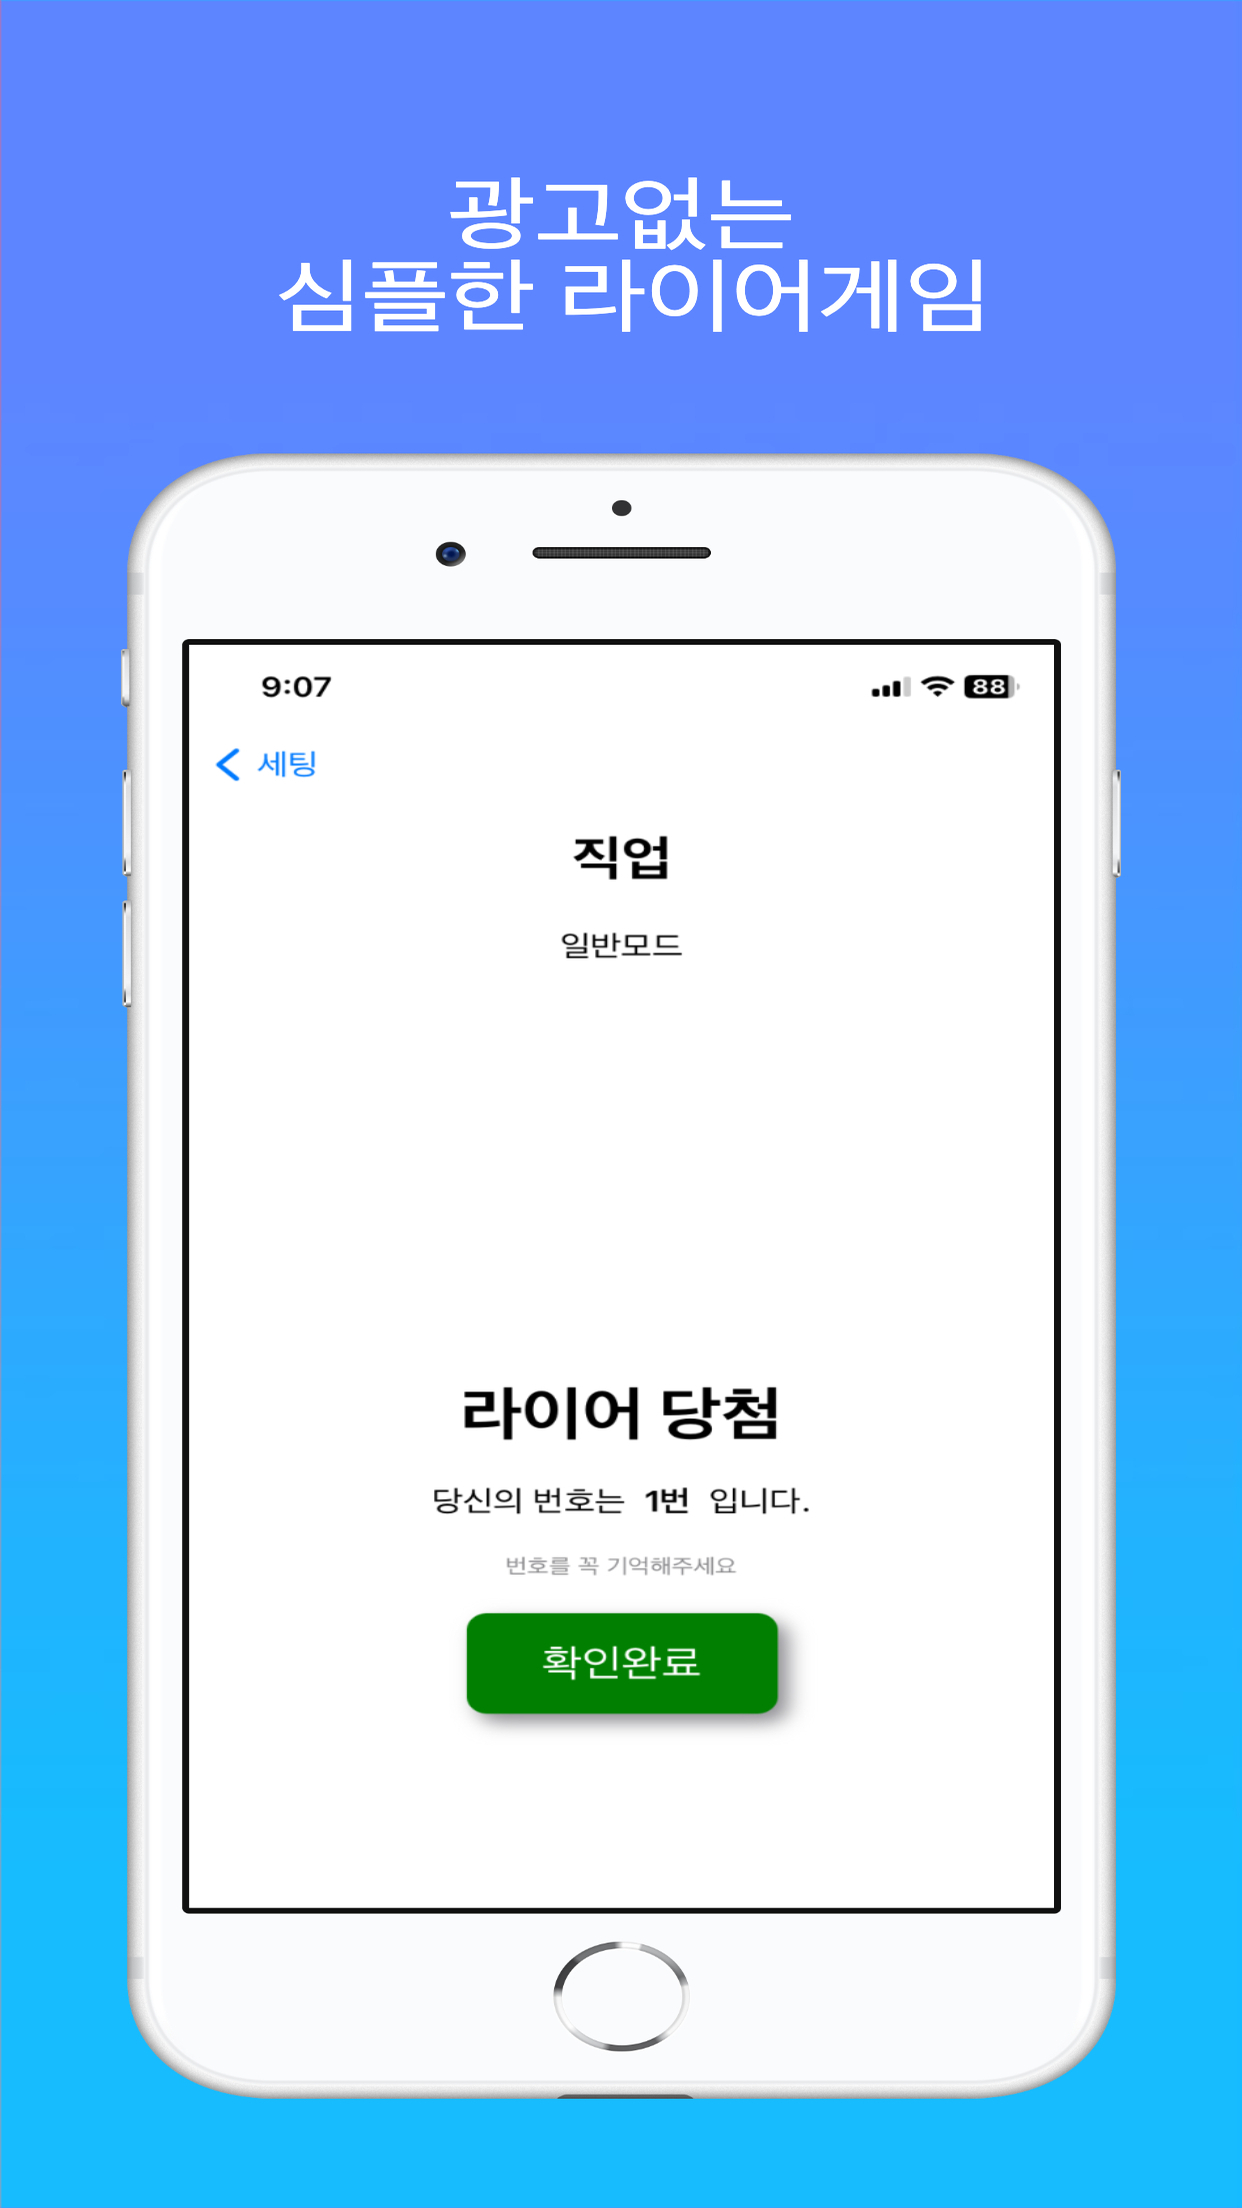 광고없는
심플한 라이어게임
9:07
88
세팅
직업
일반모드
라이어 당첨
당신의 번호는 1번 입니다.
번호를 꼭 기억해주세요
확인완료